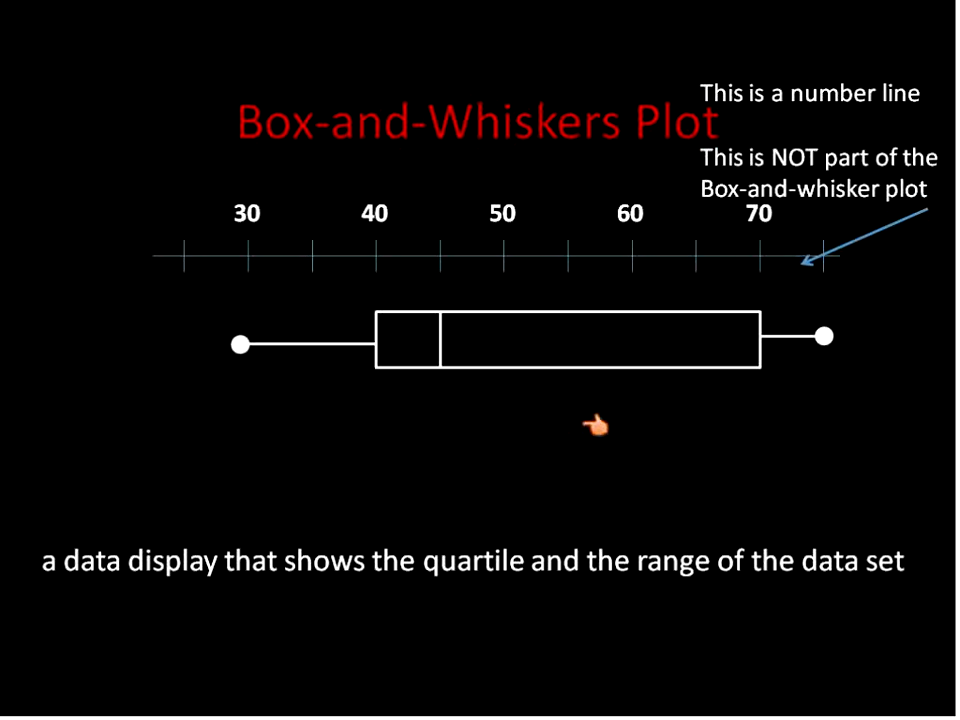 This is a number line
Box-and-Whiskers Plot
This is NOT part of the
Box-and-whisker plot
30 40 50 60 70
a data display that shows the quartile and the range of the data set